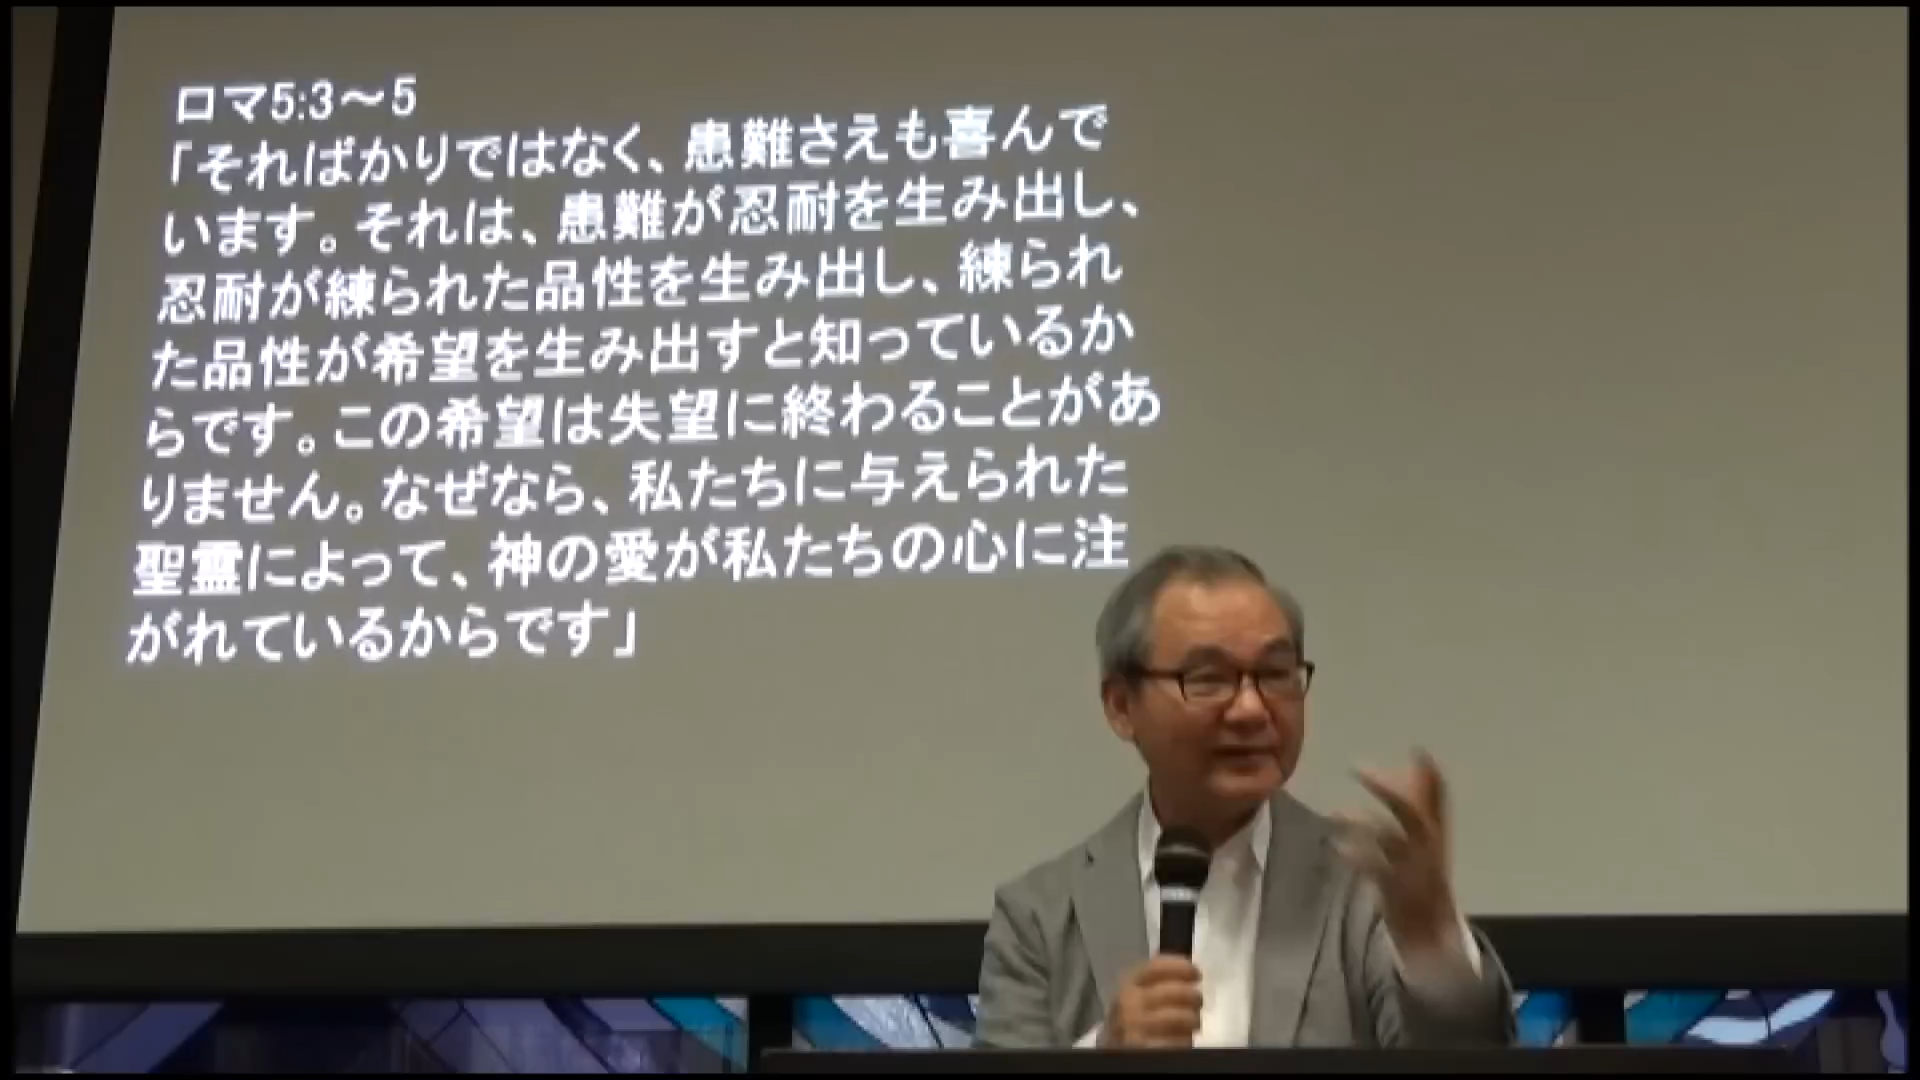 ロマ5:3～5
「そればかりではなく、患難さえも喜んで
います。それは、患難が忍耐を生み出し、
忍耐が練られた品性を生み出し、練られ
た品性が希望を生み出すと知っているか
らです。この希望は失望に終わることがあ
りません。なぜなら、私たちに与えられた
聖霊によって、神の愛が私たちの心に注
がれているからです」